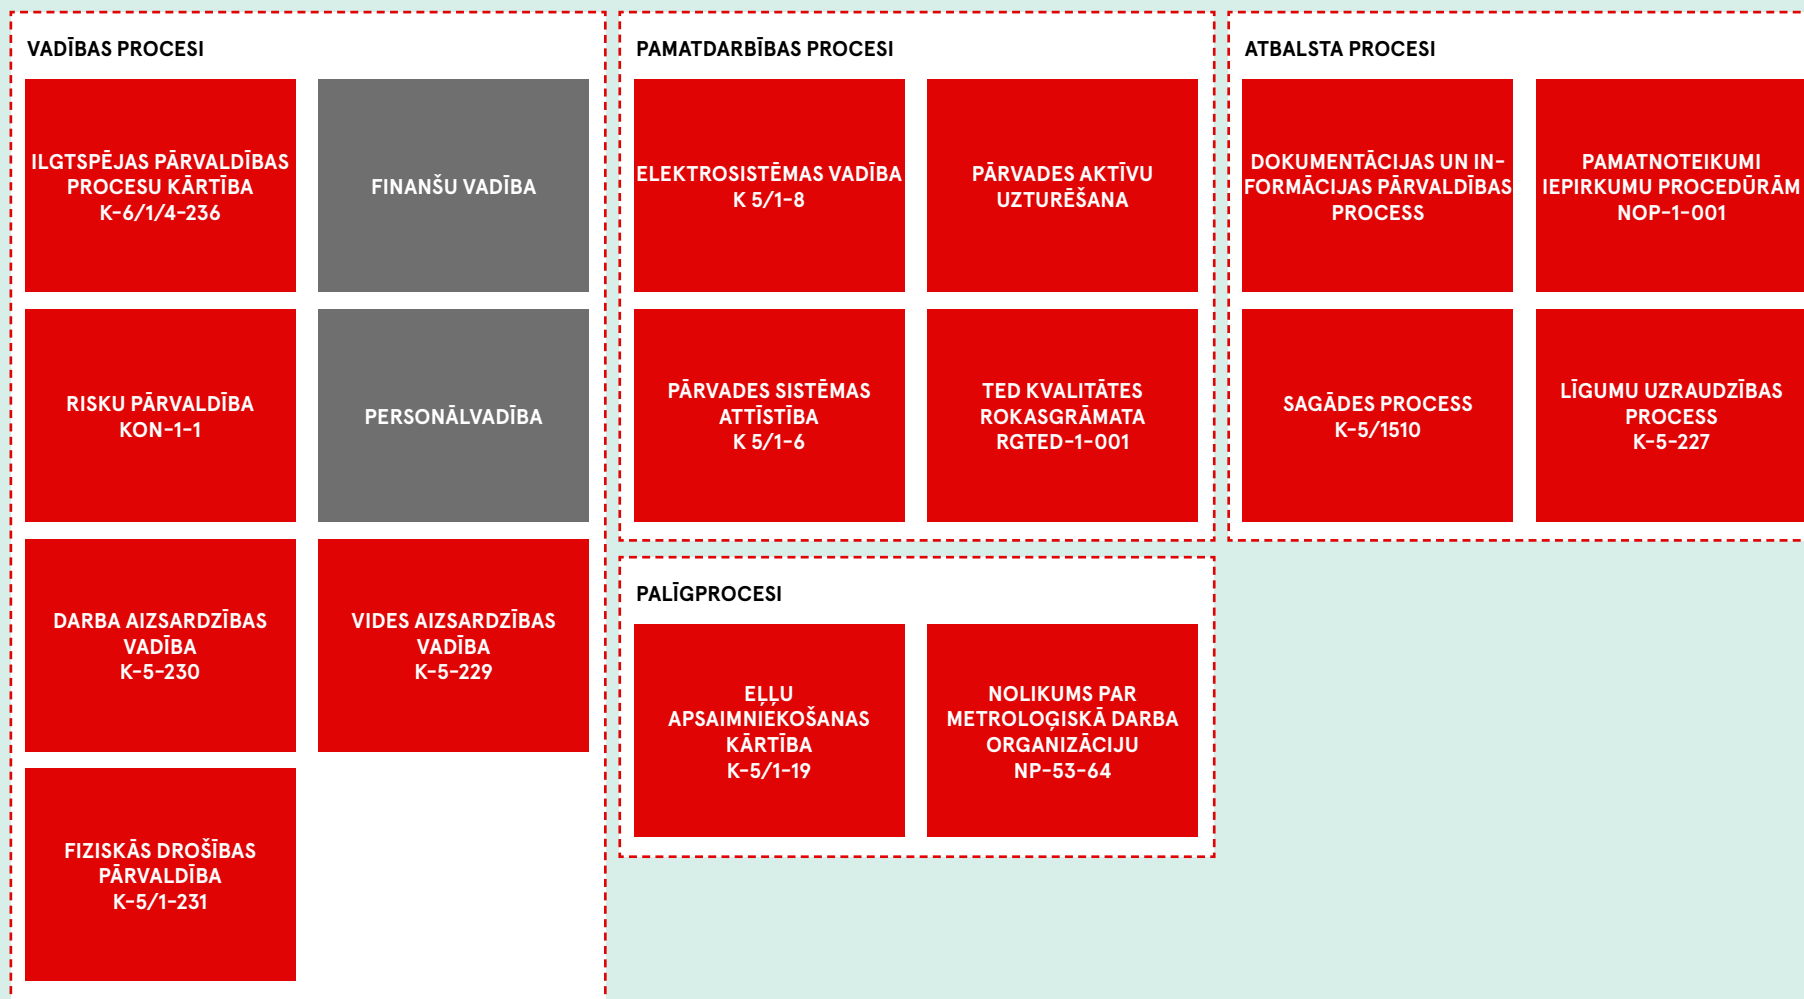 VADĪBAS PROCESI
ILGTSPĒJAS PĀRVALDĪBAS
PROCESU KĀRTĪBA
K-6/1/4-236
FINANŠU VADĪBA
RISKU PĀRVALDĪBA
KON-1-1
PERSONĀLVADĪBA
DARBA AIZSARDZĪBAS
VADĪBA
K-5-230
VIDES AIZSARDZĪBAS
VADĪBA
K-5-229
FIZISKĀS DROŠĪBAS
PĀRVALDĪBA
K-5/1-231
PAMATDARBĪBAS PROCESI
ELEKTROSISTĒMAS VADĪBA
K 5/1-8
PĀRVADES AKTĪVU
UZTURĒŠANA
PĀRVADES SISTĒMAS
ATTĪSTĪBA
K 5/1-6
TED KVALITĀTES
ROKASGRĀMATA
RGTED-1-001
PALĪGPROCESI
EĻĻU
APSAIMNIEKOŠANAS
KĀRTĪBA
K-5/1-19
NOLIKUMS PAR
METROLOĢISKĀ DARBA
ORGANIZĀCIJU
NP-53-64
ATBALSTA PROCESI
DOKUMENTĀCIJAS UN IN-
FORMĀCIJAS PĀRVALDĪBAS
PROCESS
PAMATNOTEIKUMI
IEPIRKUMU PROCEDŪRĀM
NOP-1-001
SAGĀDES PROCESS
K-5/1510
LĪGUMU UZRAUDZĪBAS
PROCESS
K-5-227